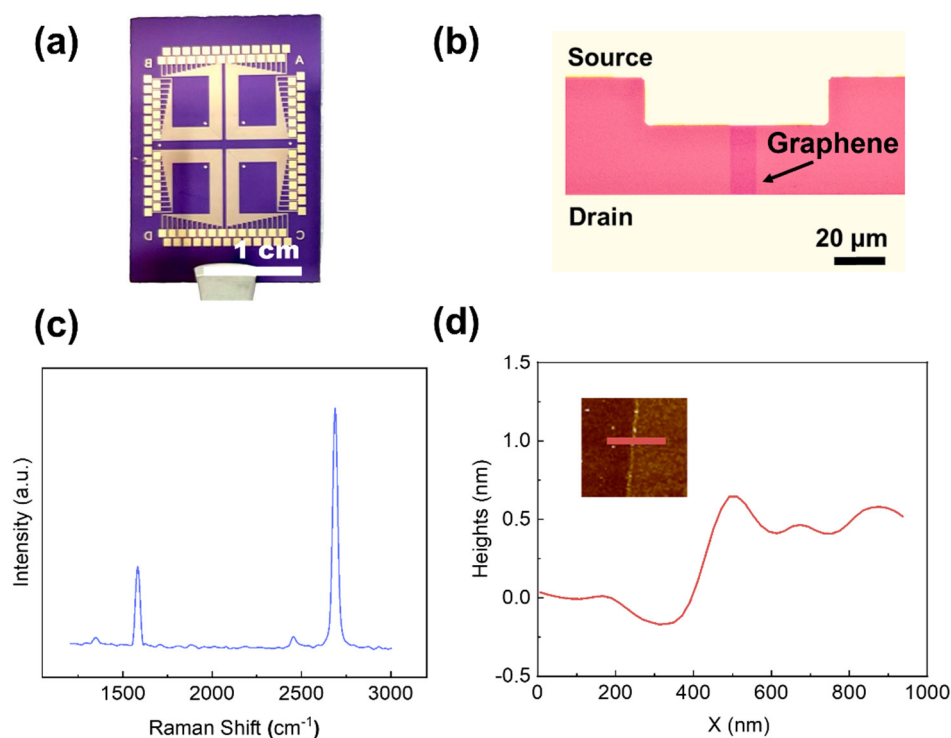 (a)
B
A
D
C
1 cm
(b)
Source
Graphene
Drain
20 µm
(c)
Intensity (a.u.)
1500
2000
2500
3000
Raman Shift (cm⁻¹)
(d)
Heights (nm)
1.5
1.0
0.5
0.0
-0.5
0
200
400
600
800
1000
X (nm)